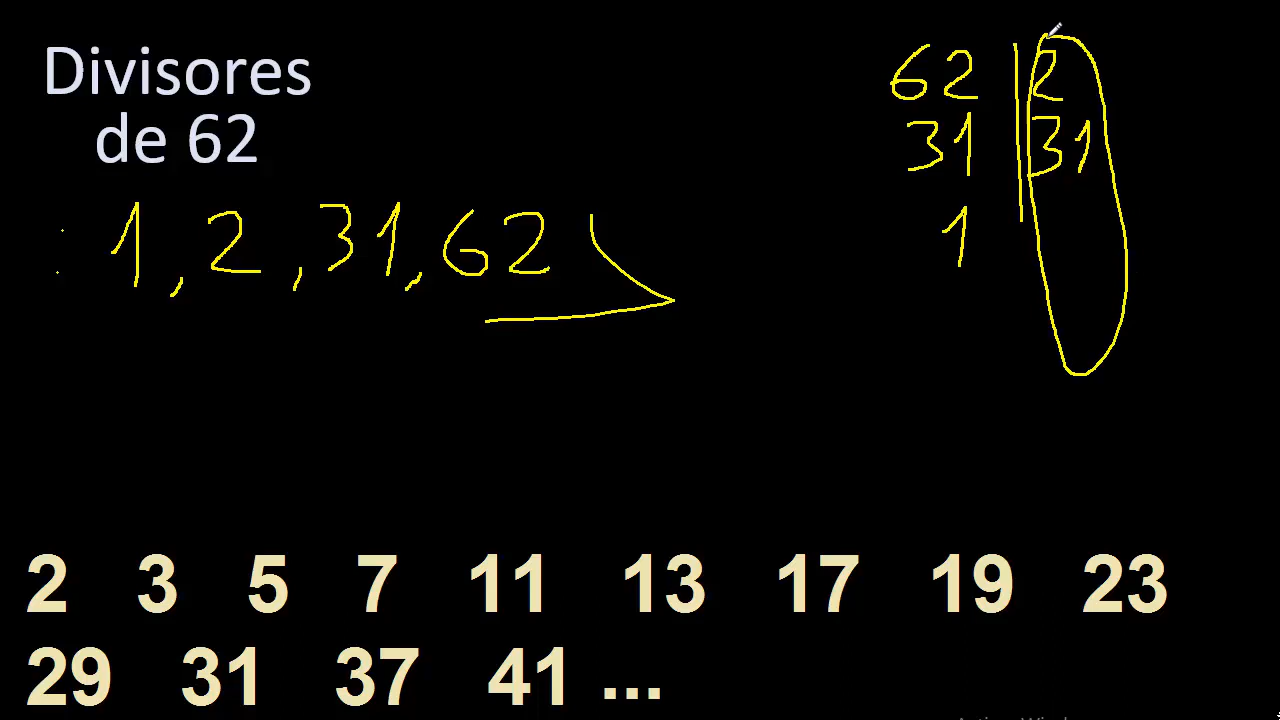 Divisores
de 62
: 1, 2, 31, 62
62 | 2
31 | 31
1
2 3 5 7 11 13 17 19 23
29 31 37 41 ...